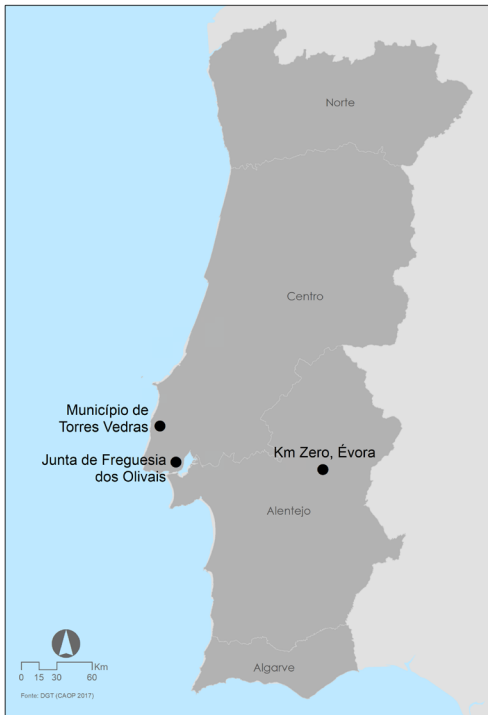 Norte
Centro
Município de
Torres Vedras
Junta de Freguesia
dos Olivais
Km Zero, Évora
Alentejo
Algarve
Km
0 15 30 60
Fonte: DGT (CAOP 2017)